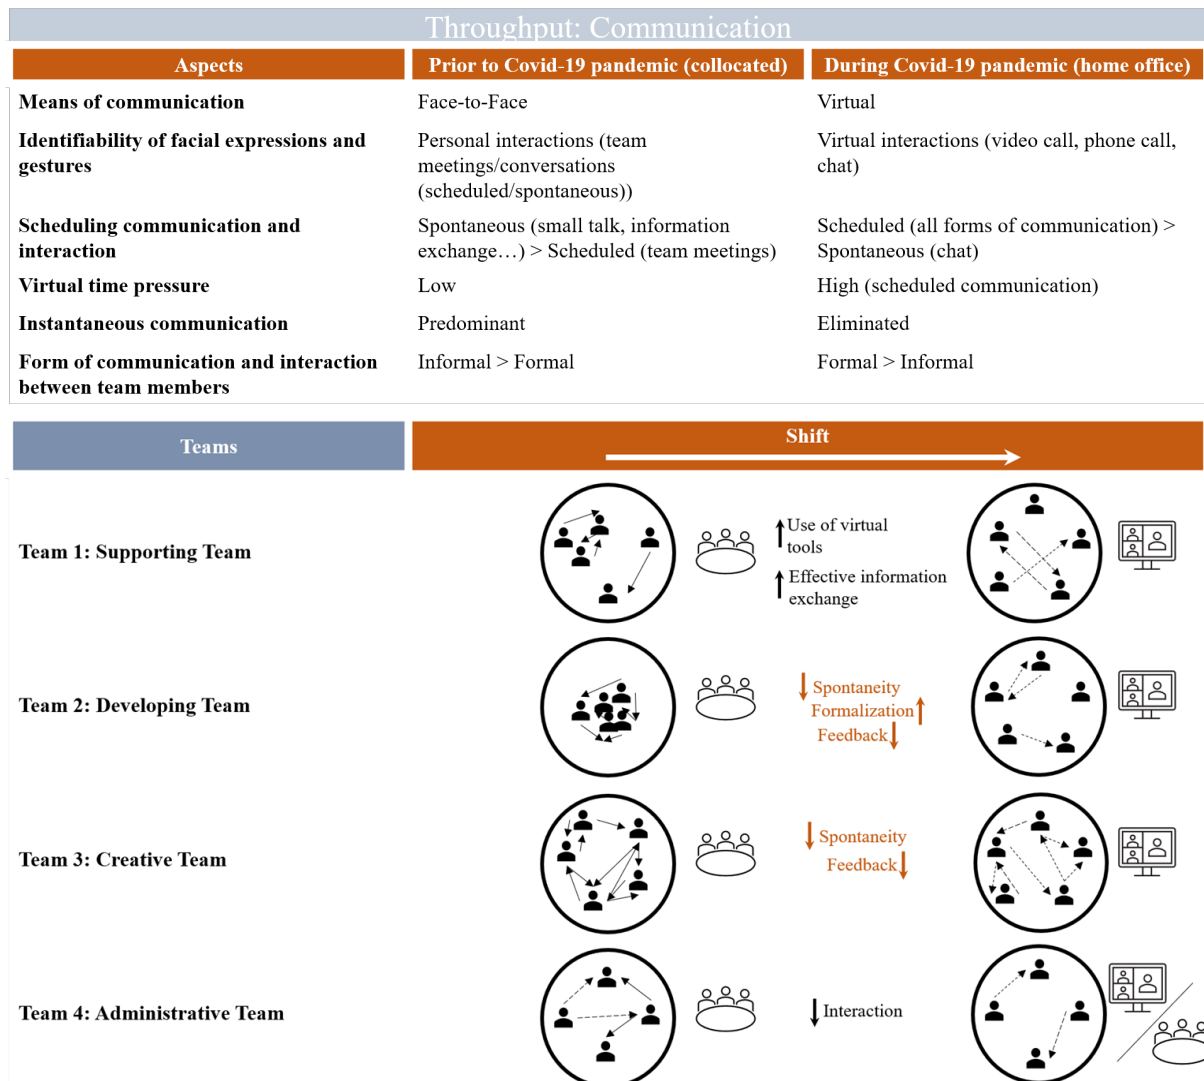 Throughput: Communication
Aspects
Prior to Covid-19 pandemic (collocated)
During Covid-19 pandemic (home office)
Means of communication
Face-to-Face
Virtual
Identifiability of facial expressions and
gestures
Personal interactions (team
meetings/conversations
(scheduled/spontaneous))
Virtual interactions (video call, phone call,
chat)
Scheduling communication and
interaction
Spontaneous (small talk, information
exchange…) > Scheduled (team meetings)
Scheduled (all forms of communication) >
Spontaneous (chat)
Virtual time pressure
Low
High (scheduled communication)
Instantaneous communication
Predominant
Eliminated
Form of communication and interaction
between team members
Informal > Formal
Formal > Informal
Teams
Shift
Team 1: Supporting Team
Use of virtual
tools
Effective information
exchange
Team 2: Developing Team
Spontaneity
Formalization
Feedback
Team 3: Creative Team
Spontaneity
Feedback
Team 4: Administrative Team
Interaction